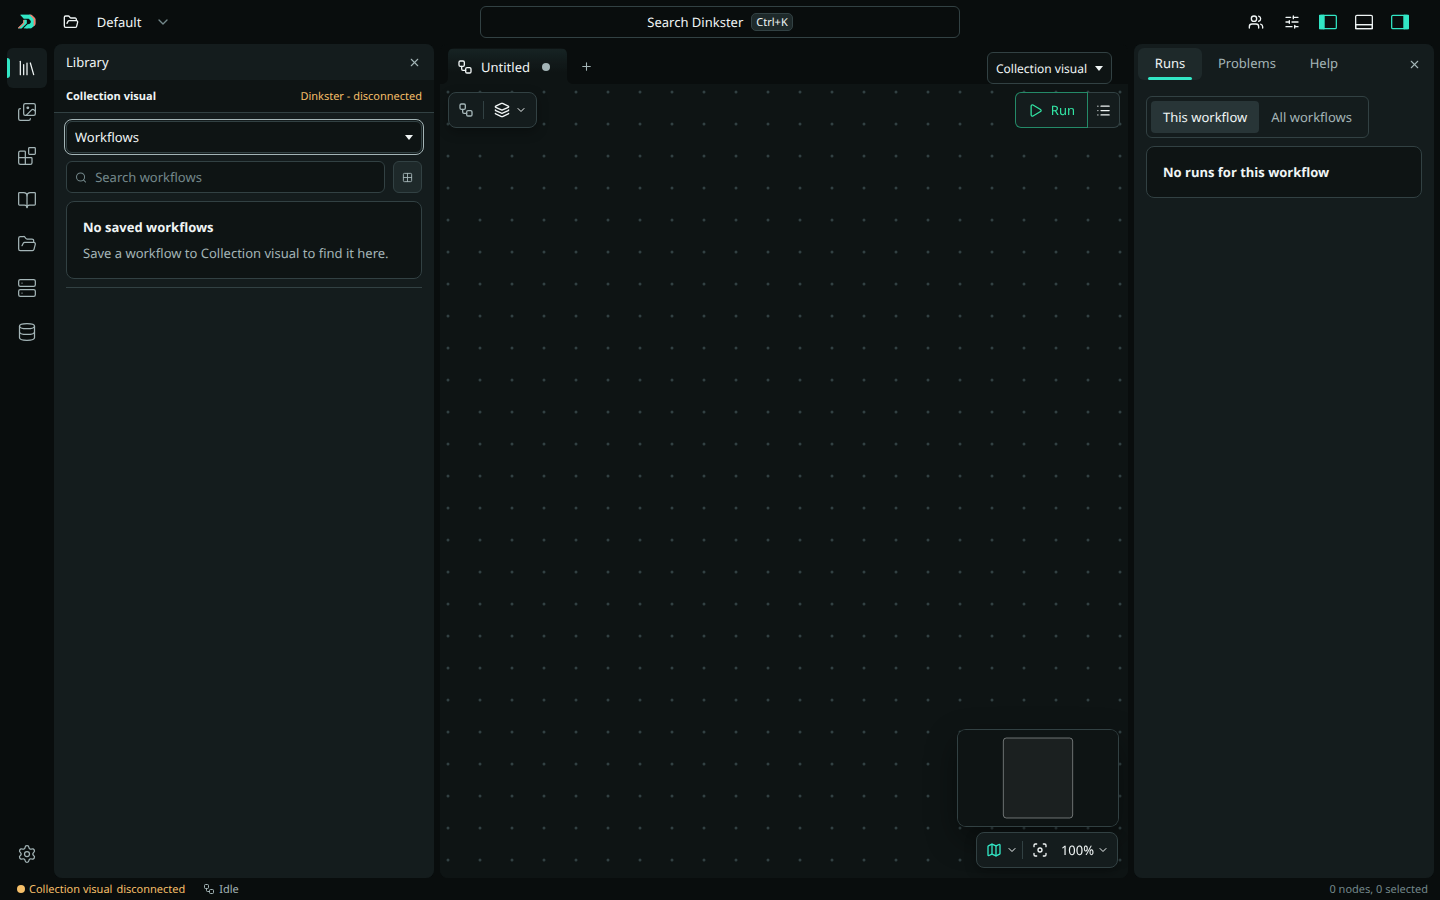 Default
Search Dinkster Ctrl+K
Library
Collection visual Dinkster - disconnected
Workflows
Search workflows
No saved workflows
Save a workflow to Collection visual to find it here.
Untitled
Collection visual
Run
100%
Runs Problems Help
This workflow All workflows
No runs for this workflow
Collection visual disconnected Idle
0 nodes, 0 selected